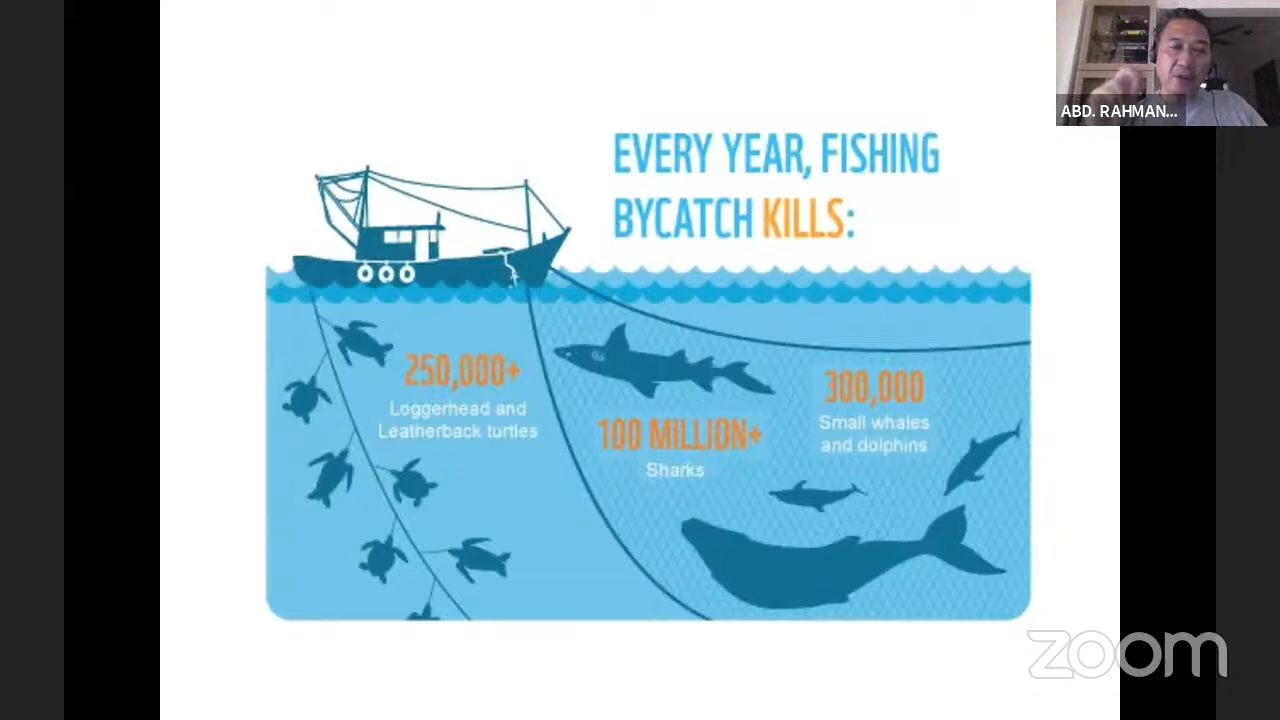 ABD. RAHMAN...
EVERY YEAR, FISHING
BYCATCH KILLS:
250,000+
Loggerhead and
Leatherback turtles
100 MILLION+
Sharks
300,000
Small whales
and dolphins
zoom